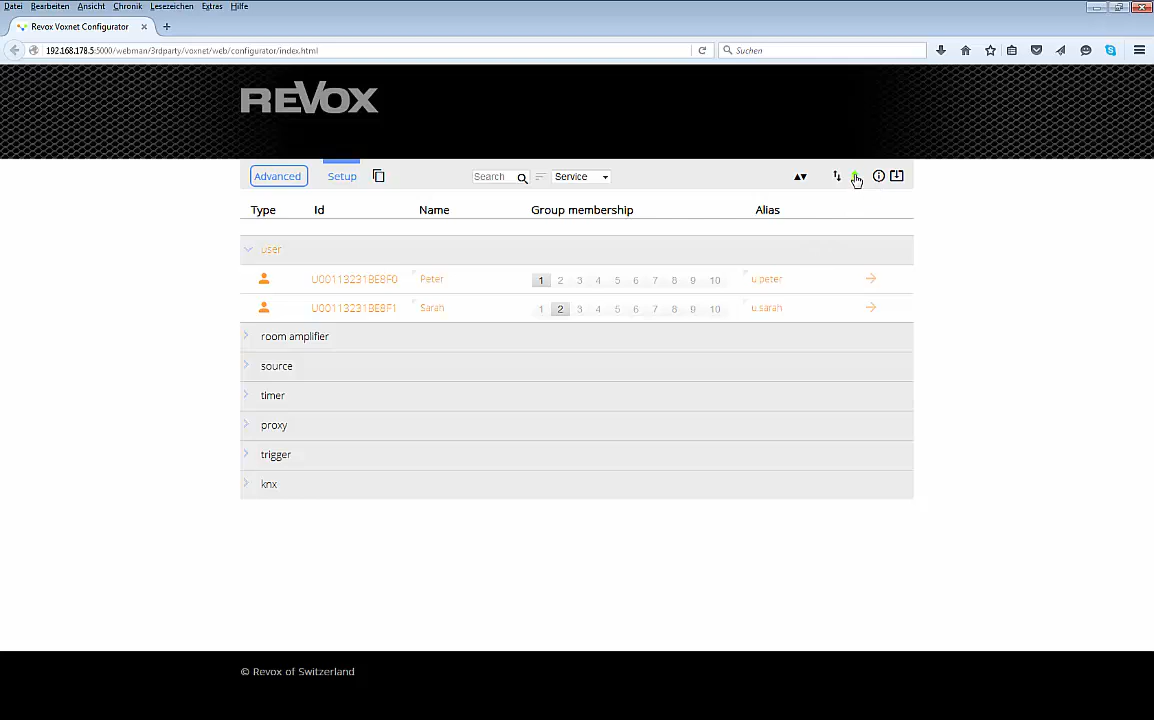 Datei Bearbeiten Ansicht Chronik Lesezeichen Extras Hilfe
Revox Voxnet Configurator
192.168.178.5:5000/webman/3rdparty/voxnet/web/configurator/index.html
Suchen
REVOX
Advanced Setup Search Service
Type Id Name Group membership Alias
user
U00113231BE8F0 Peter 1 2 3 4 5 6 7 8 9 10 u.peter
U00113231BE8F1 Sarah 1 2 3 4 5 6 7 8 9 10 u.sarah
room amplifier
source
timer
proxy
trigger
knx
© Revox of Switzerland